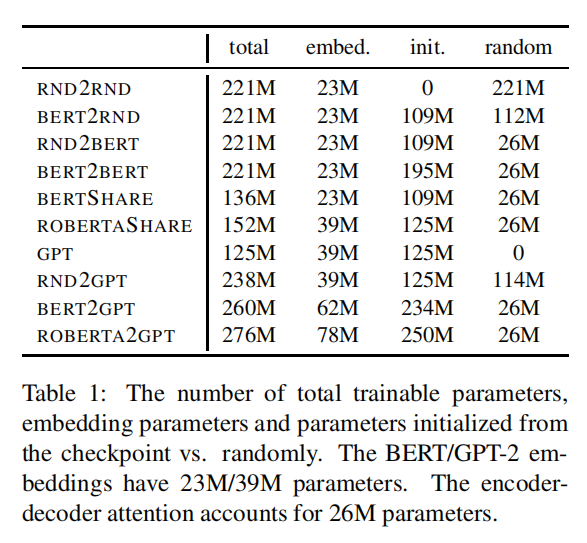 total embed. init. random
RND2RND 221M 23M 0 221M
BERT2RND 221M 23M 109M 112M
RND2BERT 221M 23M 109M 26M
BERT2BERT 221M 23M 195M 26M
BERTSHARE 136M 23M 109M 26M
ROBERTASHARE 152M 39M 125M 26M
GPT 125M 39M 125M 0
RND2GPT 238M 39M 125M 114M
BERT2GPT 260M 62M 234M 26M
ROBERTA2GPT 276M 78M 250M 26M
Table 1: The number of total trainable parameters,
embedding parameters and parameters initialized from
the checkpoint vs. randomly. The BERT/GPT-2 em-
beddings have 23M/39M parameters. The encoder-
decoder attention accounts for 26M parameters.